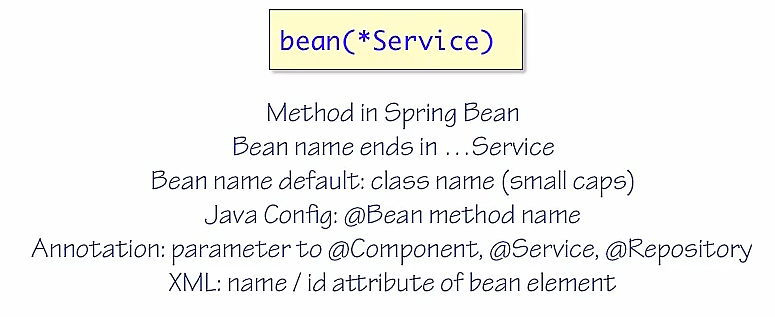 bean(*Service)
Method in Spring Bean
Bean name ends in ...Service
Bean name default: class name (small caps)
Java Config: @Bean method name
Annotation: parameter to @Component, @Service, @Repository
XML: name / id attribute of bean element